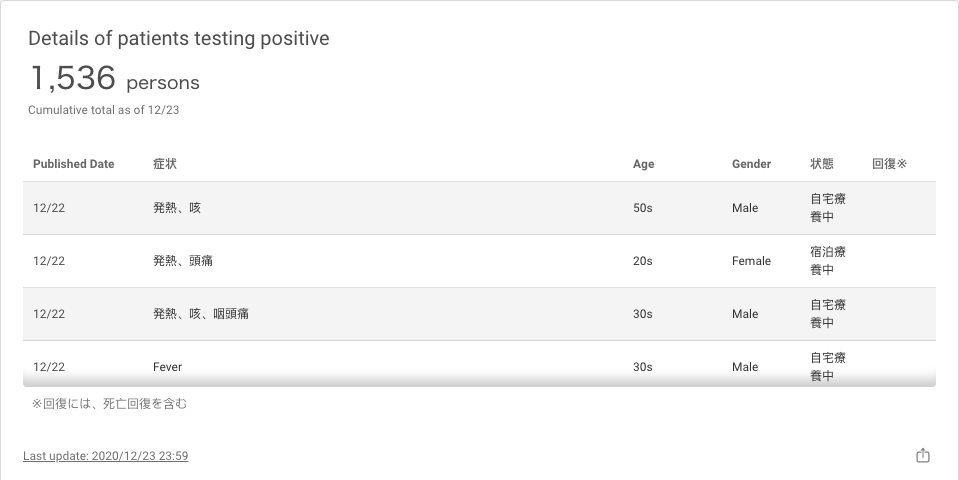 Details of patients testing positive
1,536 persons
Cumulative total as of 12/23
Published Date 症状 Age Gender 状態 回復※
12/22 発熱、咳 50s Male 自宅療
養中
12/22 発熱、頭痛 20s Female 宿泊療
養中
12/22 発熱、咳、咽頭痛 30s Male 自宅療
養中
12/22 Fever 30s Male 自宅療
養中
※回復には、死亡回復を含む
Last update: 2020/12/23 23:59